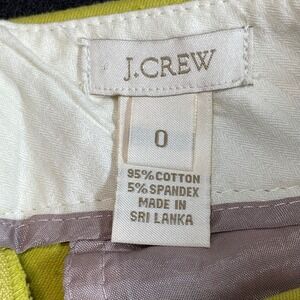 J.CREW
0
95% COTTON
5% SPANDEX
MADE IN
SRI LANKA